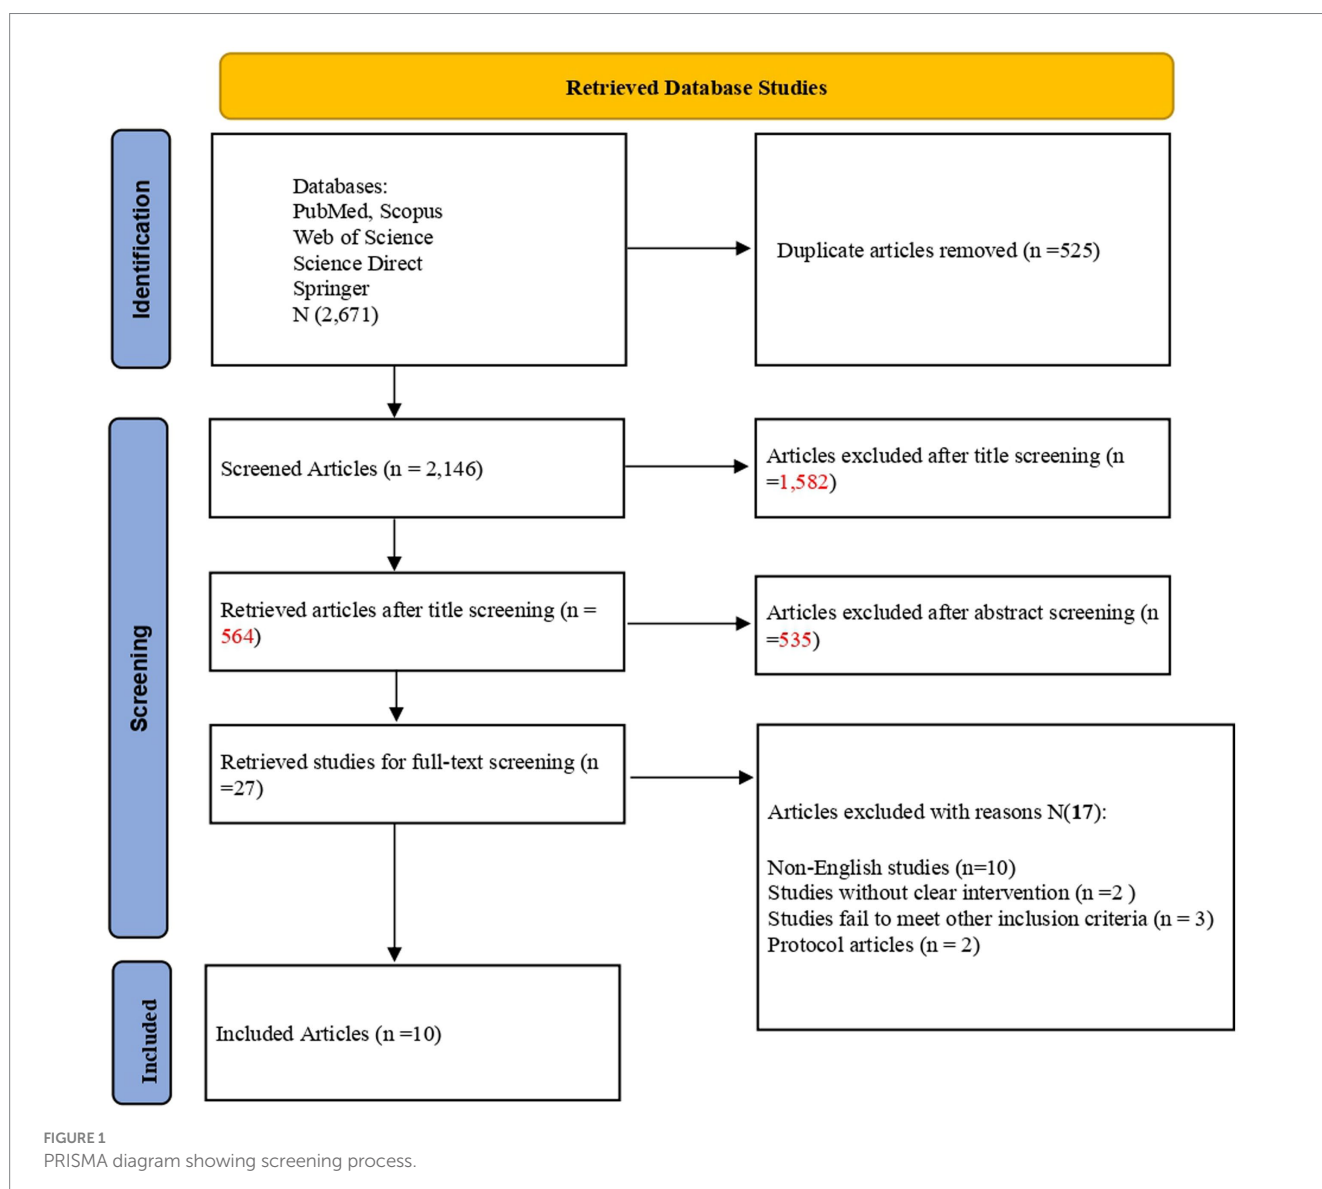 Retrieved Database Studies
Identification
Databases:
PubMed, Scopus
Web of Science
Science Direct
Springer
N (2,671)
Duplicate articles removed (n =525)
Screening
Screened Articles (n = 2,146)
Articles excluded after title screening (n
=1,582)
Retrieved articles after title screening (n =
564)
Articles excluded after abstract screening (n
=535)
Retrieved studies for full-text screening (n
=27)
Articles excluded with reasons N(17):
Non-English studies (n=10)
Studies without clear intervention (n =2 )
Studies fail to meet other inclusion criteria (n = 3)
Protocol articles (n = 2)
Included
Included Articles (n =10)
FIGURE 1
PRISMA diagram showing screening process.